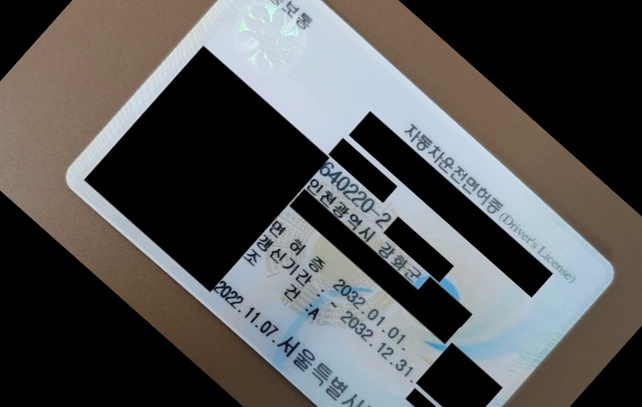 보통
자동차운전면허증 (Driver's License)
640220-2
인천광역시 강화군
면 허 증
갱신기간 : 2032.01.01.
~ 2032.12.31.
조 건 : A
2022.11.07. 서울특별시